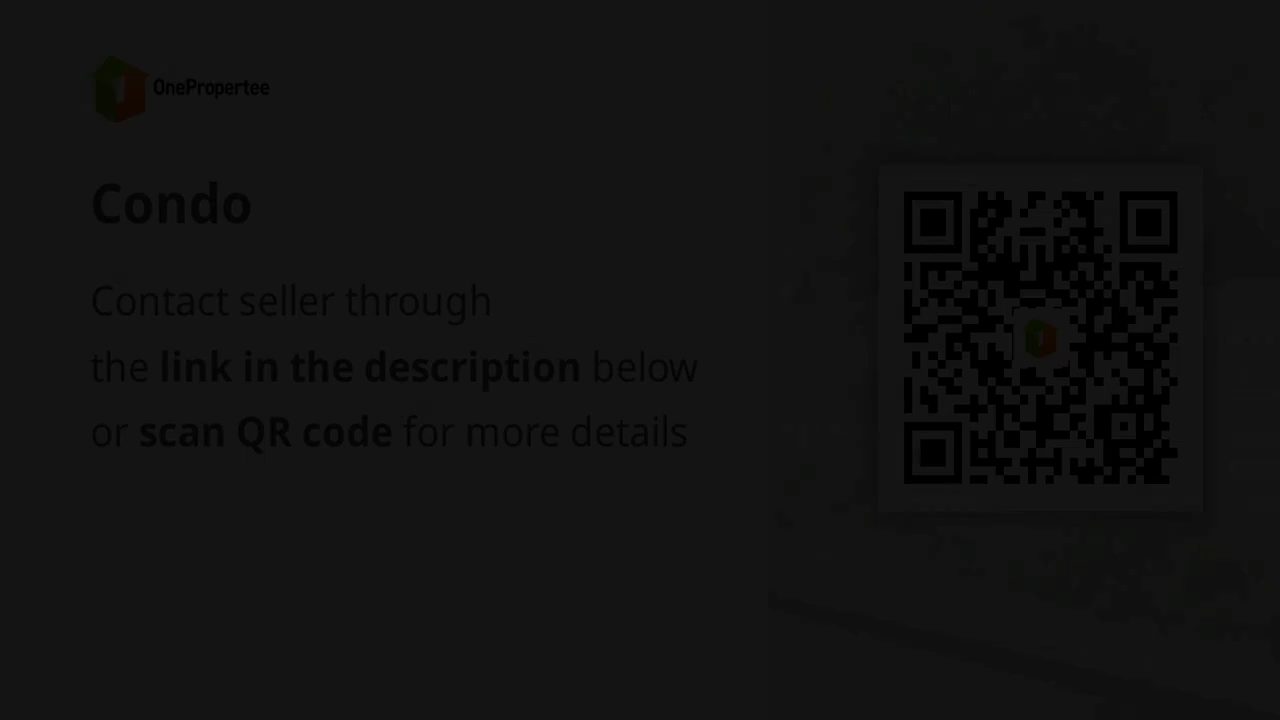 OnePropertee
Condo
Contact seller through
the link in the description below
or scan QR code for more details